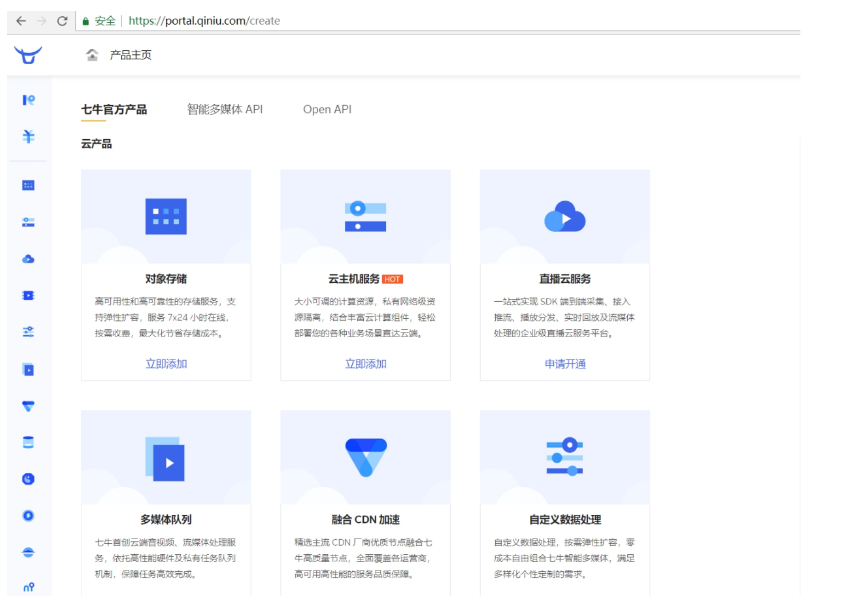 安全 | https://portal.qiniu.com/create
产品主页
七牛官方产品 智能多媒体 API Open API
云产品
对象存储
高可用性和高可靠性的存储服务，支
持弹性扩容，服务 7x24 小时在线，
按需收费，最大化节省存储成本。
立即添加
云主机服务 HOT
大小可调的计算资源，私有网络级资
源隔离，结合丰富云计算组件，轻松
部署您的各种业务场景直达云端。
立即添加
直播云服务
一站式实现 SDK 端到端采集、接入
推流、播放分发、实时回放及流媒体
处理的企业级直播云服务平台。
申请开通
多媒体队列
七牛首创云端音视频、流媒体处理服
务，依托高性能硬件及私有任务队列
机制，保障任务高效完成。
融合 CDN 加速
精选主流 CDN 厂商优质节点融合七
牛高质量节点，全面覆盖各运营商，
高可用高性能的服务品质保障。
自定义数据处理
自定义数据处理，按需弹性扩容，零
成本自由组合七牛智能多媒体，满足
多样化个性定制的需求。